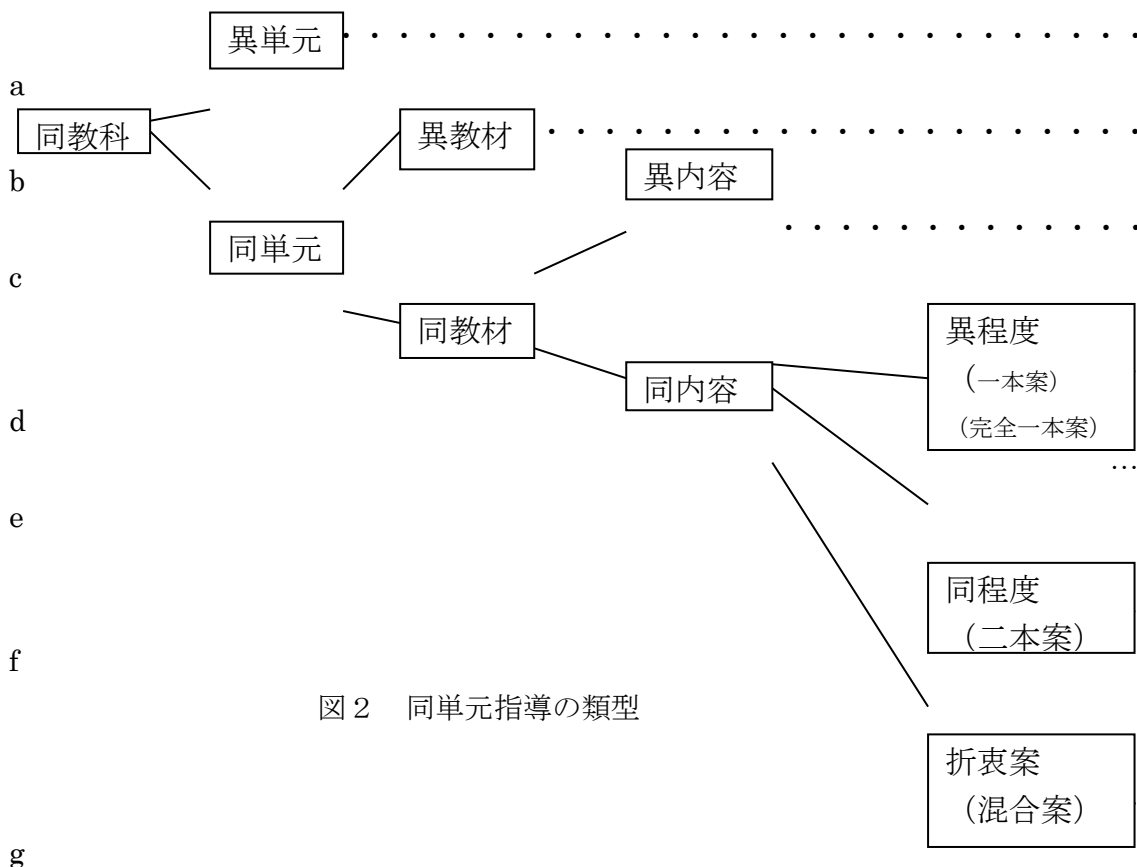 異単元・・・・・・・・・・・・・・・・・・・・・・・・・・・・
a
同教科
異教材・・・・・・・・・・・・・・・・・・・・・
b
異内容
同単元
・・・・・・・・・・・・・
c
同教材
異程度
(一本案)
(完全一本案)
同内容
d
…
e
同程度
(二本案)
f
図2 同単元指導の類型
折衷案
(混合案)
g